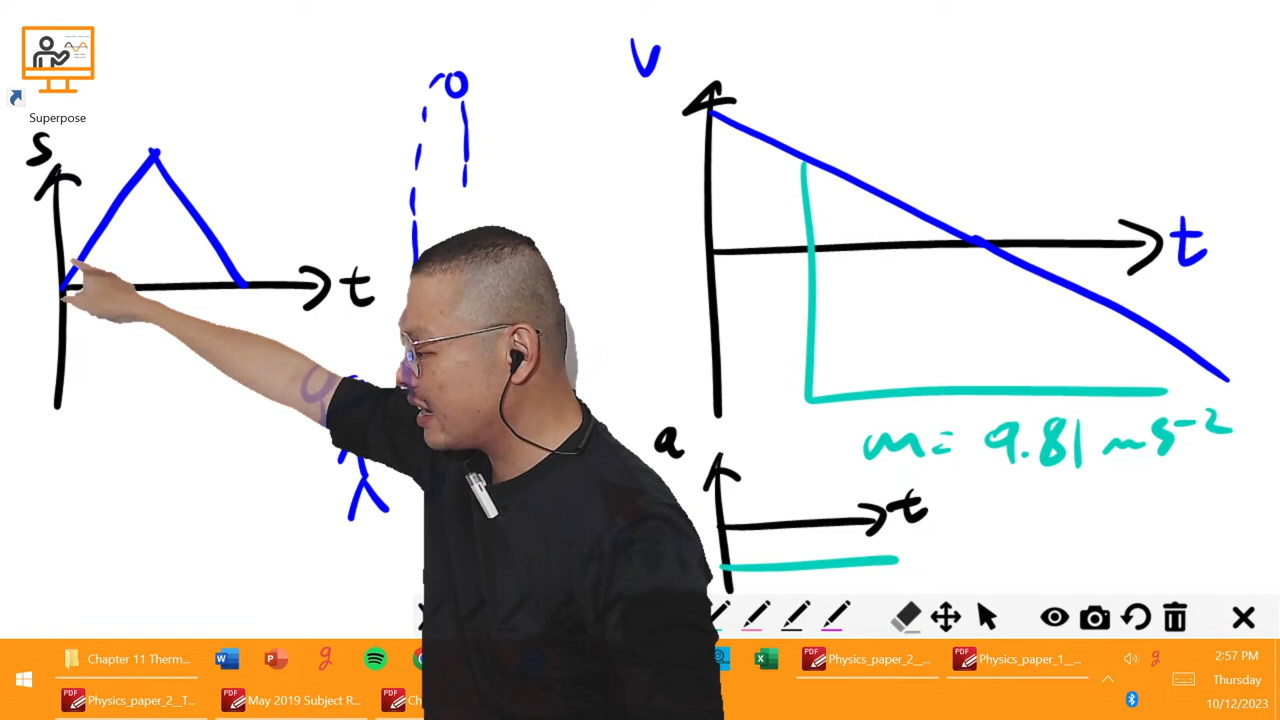 Superpose
s
t
v
t
m = 9.81 ms-2
a
t
Chapter 11 Therm...
Physics_paper_2_...
Physics_paper_1_...
2:57 PM
Thursday
10/12/2023
Physics_paper_2_T...
May 2019 Subject R...
Ch